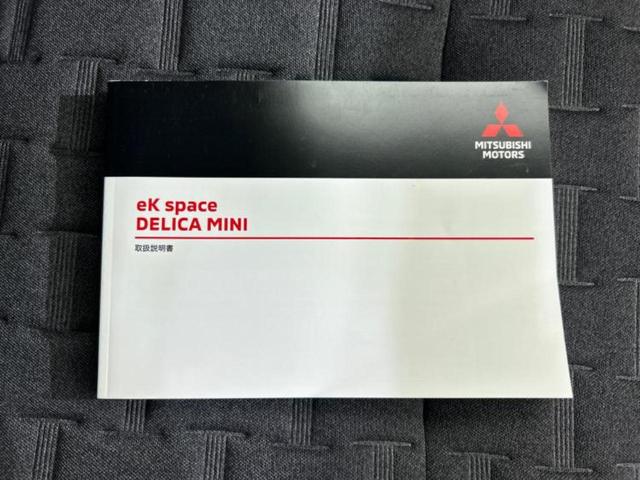 MITSUBISHI
MOTORS
eK space
DELICA MINI
取扱説明書